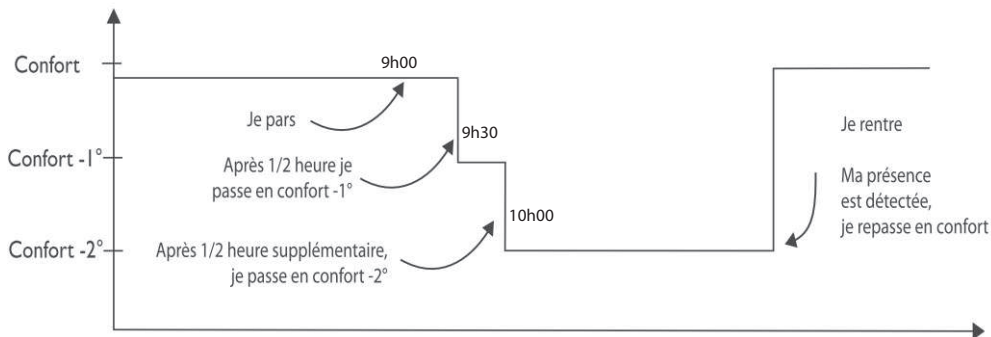 Confort
9h00
Je pars
9h30
Je rentre
Confort -1°
Après 1/2 heure je
passe en confort -1°
Ma présence
est détectée,
je repasse en confort
10h00
Confort -2°
Après 1/2 heure supplémentaire,
je passe en confort -2°